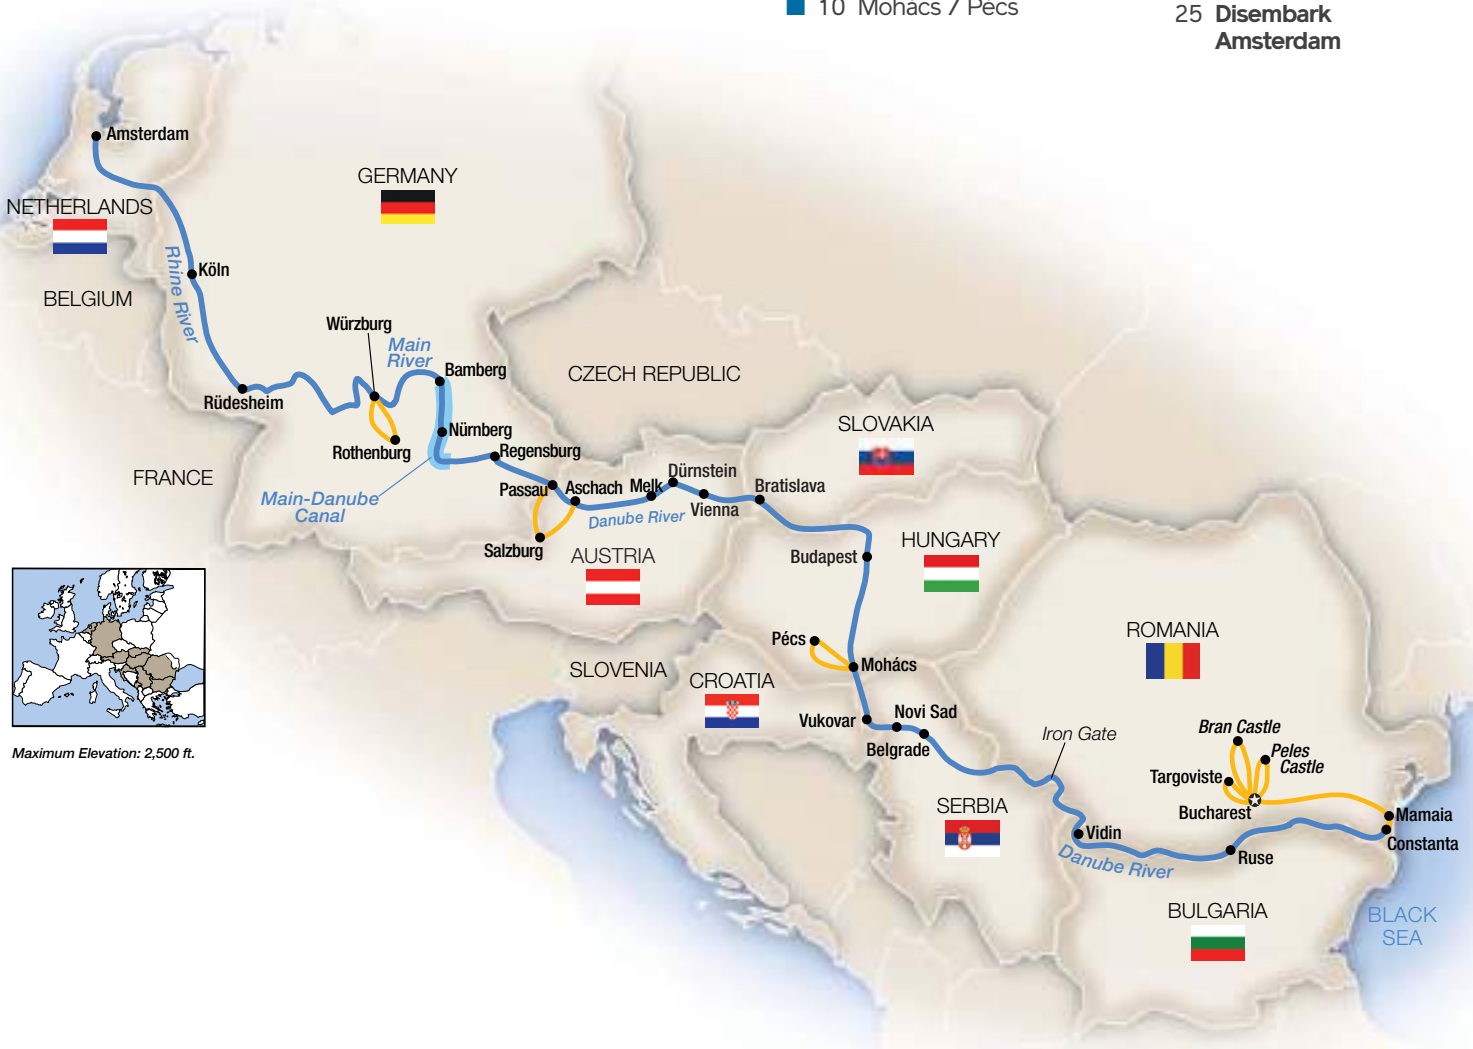 10 Mohács / Pécs
25 Disembark
Amsterdam
Amsterdam
GERMANY
NETHERLANDS
Rhine River
Köln
BELGIUM
Würzburg
Main
River
Bamberg
CZECH REPUBLIC
Rüdesheim
SLOVAKIA
Nürnberg
Rothenburg
Regensburg
FRANCE
Dürnstein
Passau
Aschach
Melk
Bratislava
Main-Danube
Canal
Danube River
Vienna
Salzburg
AUSTRIA
Budapest
HUNGARY
ROMANIA
Pécs
Mohács
SLOVENIA
CROATIA
Vukovar
Novi Sad
Belgrade
Iron Gate
Bran Castle
Peles
Castle
Maximum Elevation: 2,500 ft.
Targoviste
Bucharest
SERBIA
Mamaia
Constanta
Vidin
Danube River
Ruse
BULGARIA
BLACK
SEA